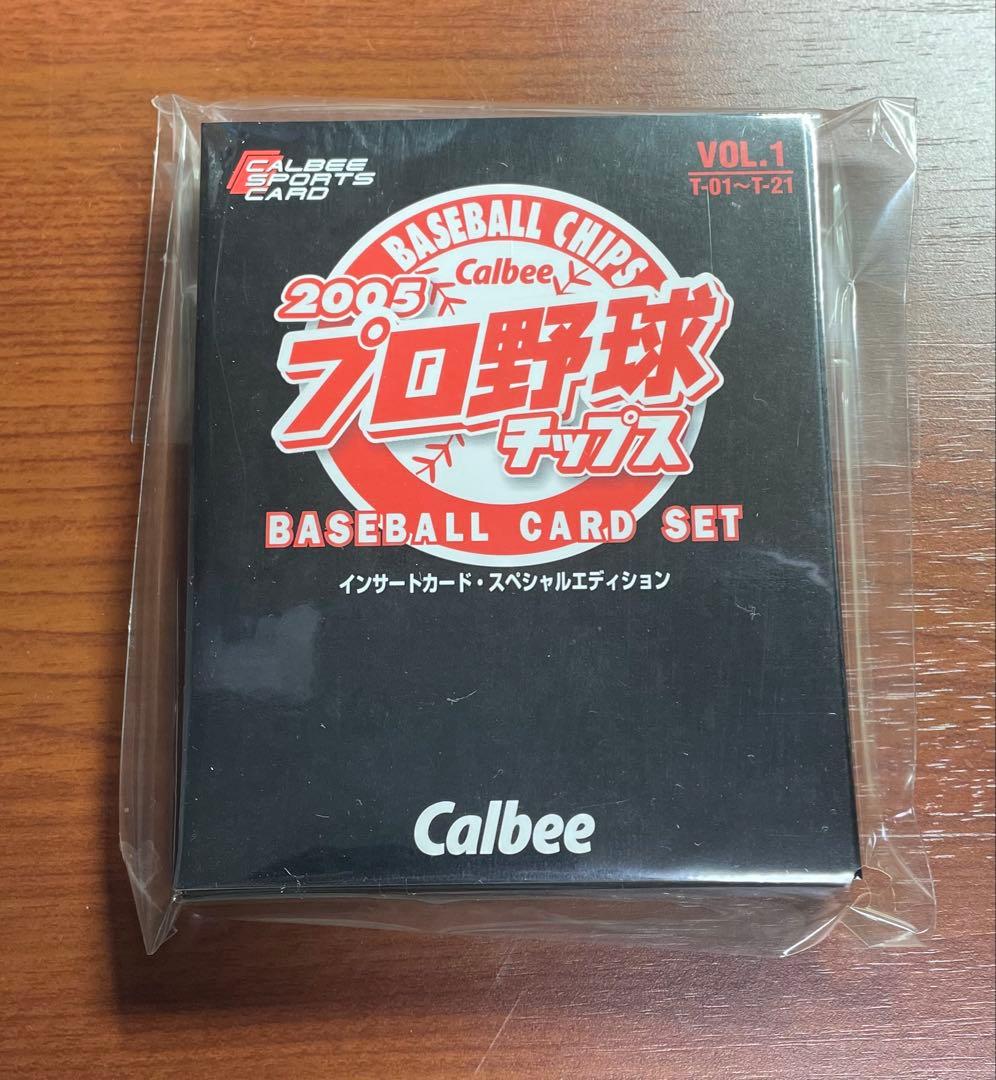 CALBEE
SPORTS
CARD
VOL.1
T-01～T-21
BASEBALL CHIPS
Calbee
2005
プロ野球
チップス
BASEBALL CARD SET
インサートカード・スペシャルエディション
Calbee